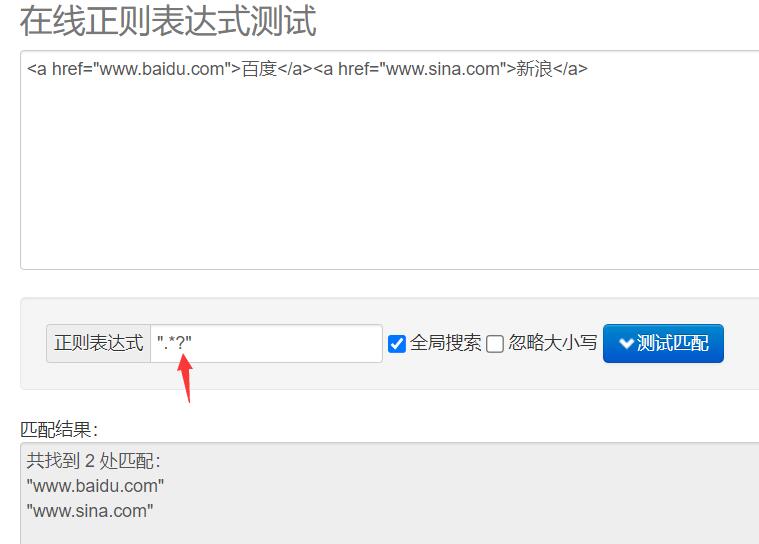 在线正则表达式测试
<a href="www.baidu.com">百度</a><a href="www.sina.com">新浪</a>
正则表达式 ".*?" 全局搜索 忽略大小写 测试匹配
匹配结果：
共找到 2 处匹配：
"www.baidu.com"
"www.sina.com"